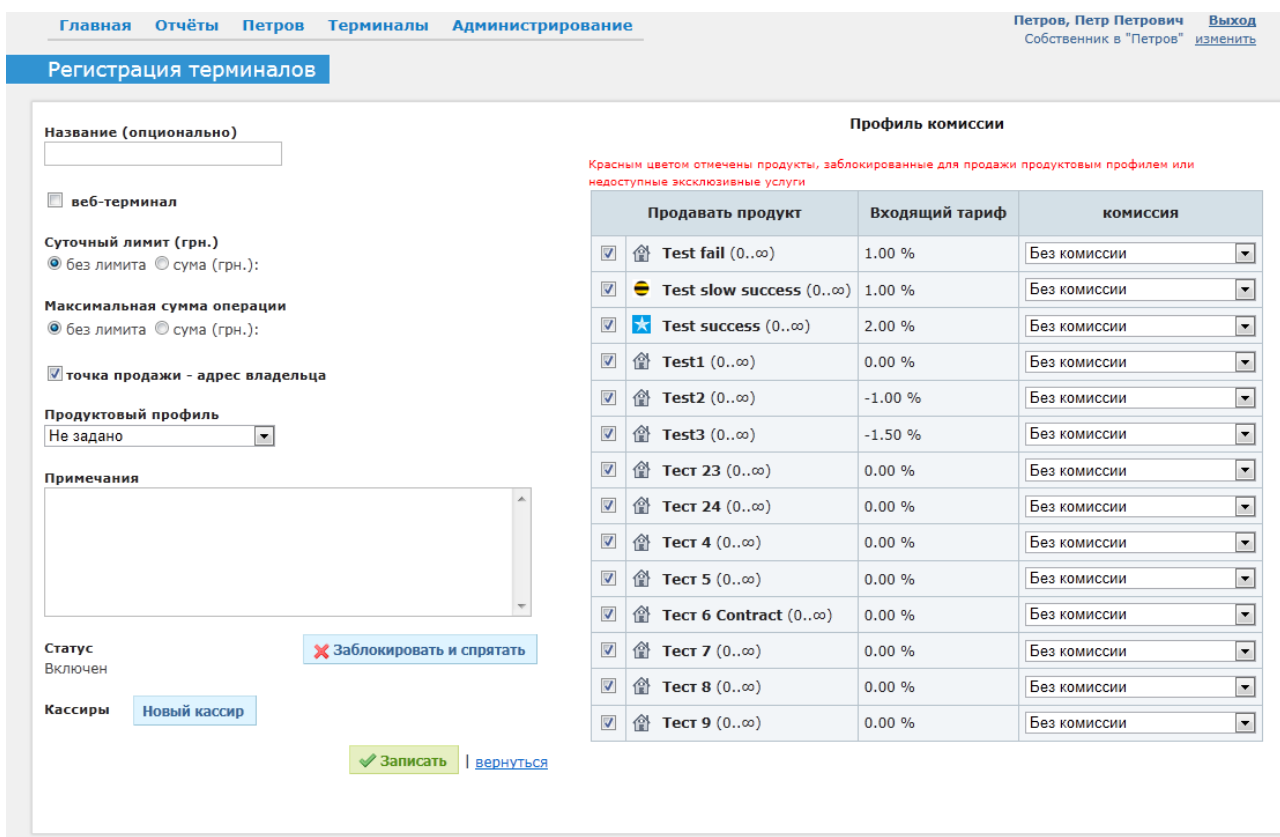 Главная Отчёты Петров Терминалы Администрирование
Петров, Петр Петрович Выход
Собственник в "Петров" изменить
Регистрация терминалов
Название (опционально)
веб-терминал
Суточный лимит (грн.)
без лимита сума (грн.):
Максимальная сумма операции
без лимита сума (грн.):
точка продажи - адрес владельца
Продуктовый профиль
Не задано
Примечания
Статус
Включен
Заблокировать и спрятать
Кассиры Новый кассир
Записать | вернуться
Профиль комиссии
Красным цветом отмечены продукты, заблокированные для продажи продуктовым профилем или
недоступные эксклюзивные услуги
Продавать продукт Входящий тариф комиссия
Test fail (0..∞) 1.00 % Без комиссии
Test slow success (0..∞) 1.00 % Без комиссии
Test success (0..∞) 2.00 % Без комиссии
Test1 (0..∞) 0.00 % Без комиссии
Test2 (0..∞) -1.00 % Без комиссии
Test3 (0..∞) -1.50 % Без комиссии
Тест 23 (0..∞) 0.00 % Без комиссии
Тест 24 (0..∞) 0.00 % Без комиссии
Тест 4 (0..∞) 0.00 % Без комиссии
Тест 5 (0..∞) 0.00 % Без комиссии
Тест 6 Contract (0..∞) 0.00 % Без комиссии
Тест 7 (0..∞) 0.00 % Без комиссии
Тест 8 (0..∞) 0.00 % Без комиссии
Тест 9 (0..∞) 0.00 % Без комиссии